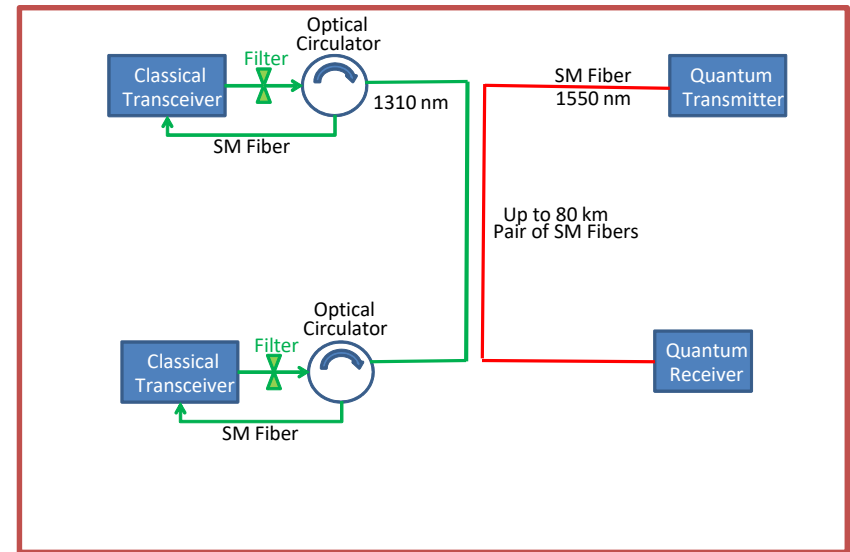 Optical
Circulator
Filter
Classical
Transceiver
1310 nm
SM Fiber
SM Fiber
1550 nm
Quantum
Transmitter
Up to 80 km
Pair of SM Fibers
Optical
Circulator
Filter
Classical
Transceiver
SM Fiber
Quantum
Receiver